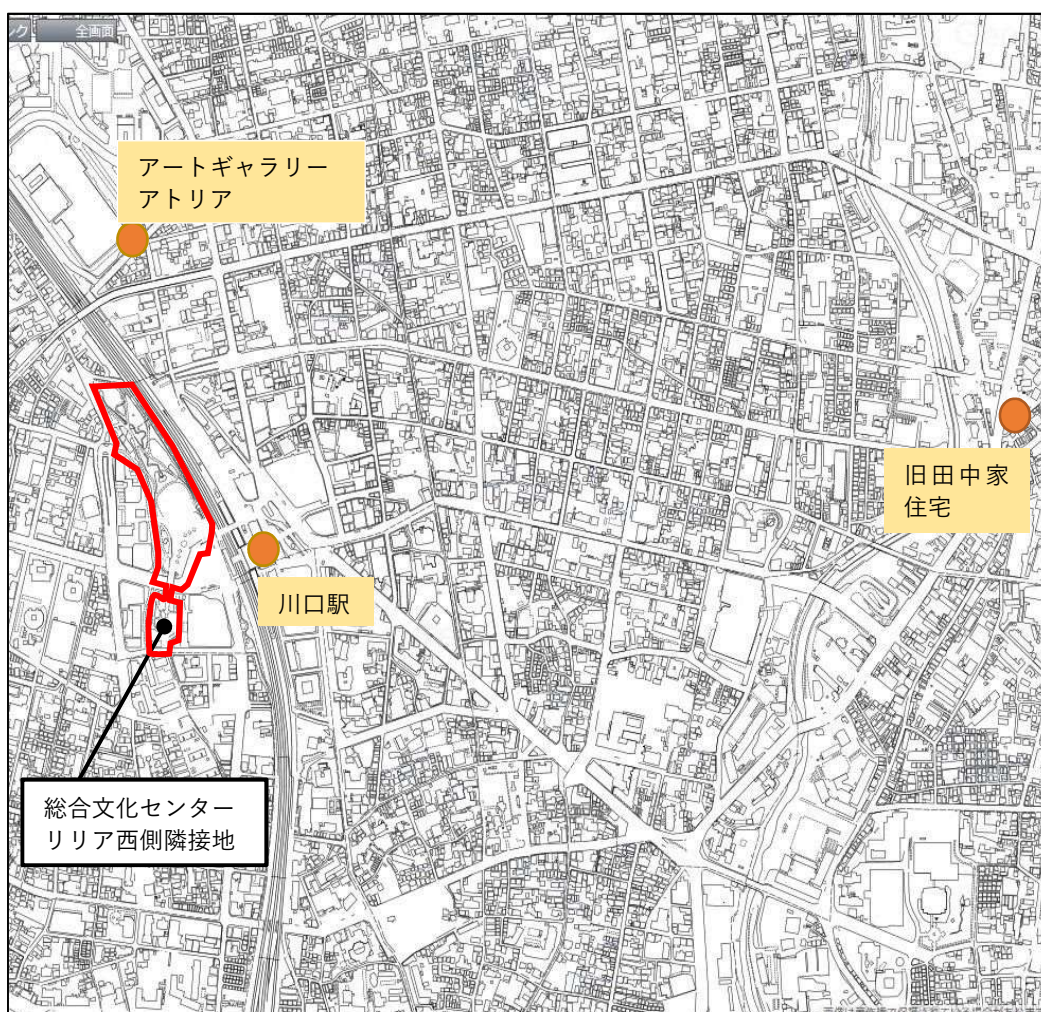 ック 全画面
アートギャラリー
アトリア
旧田中家
住宅
川口駅
総合文化センター
リリア西側隣接地